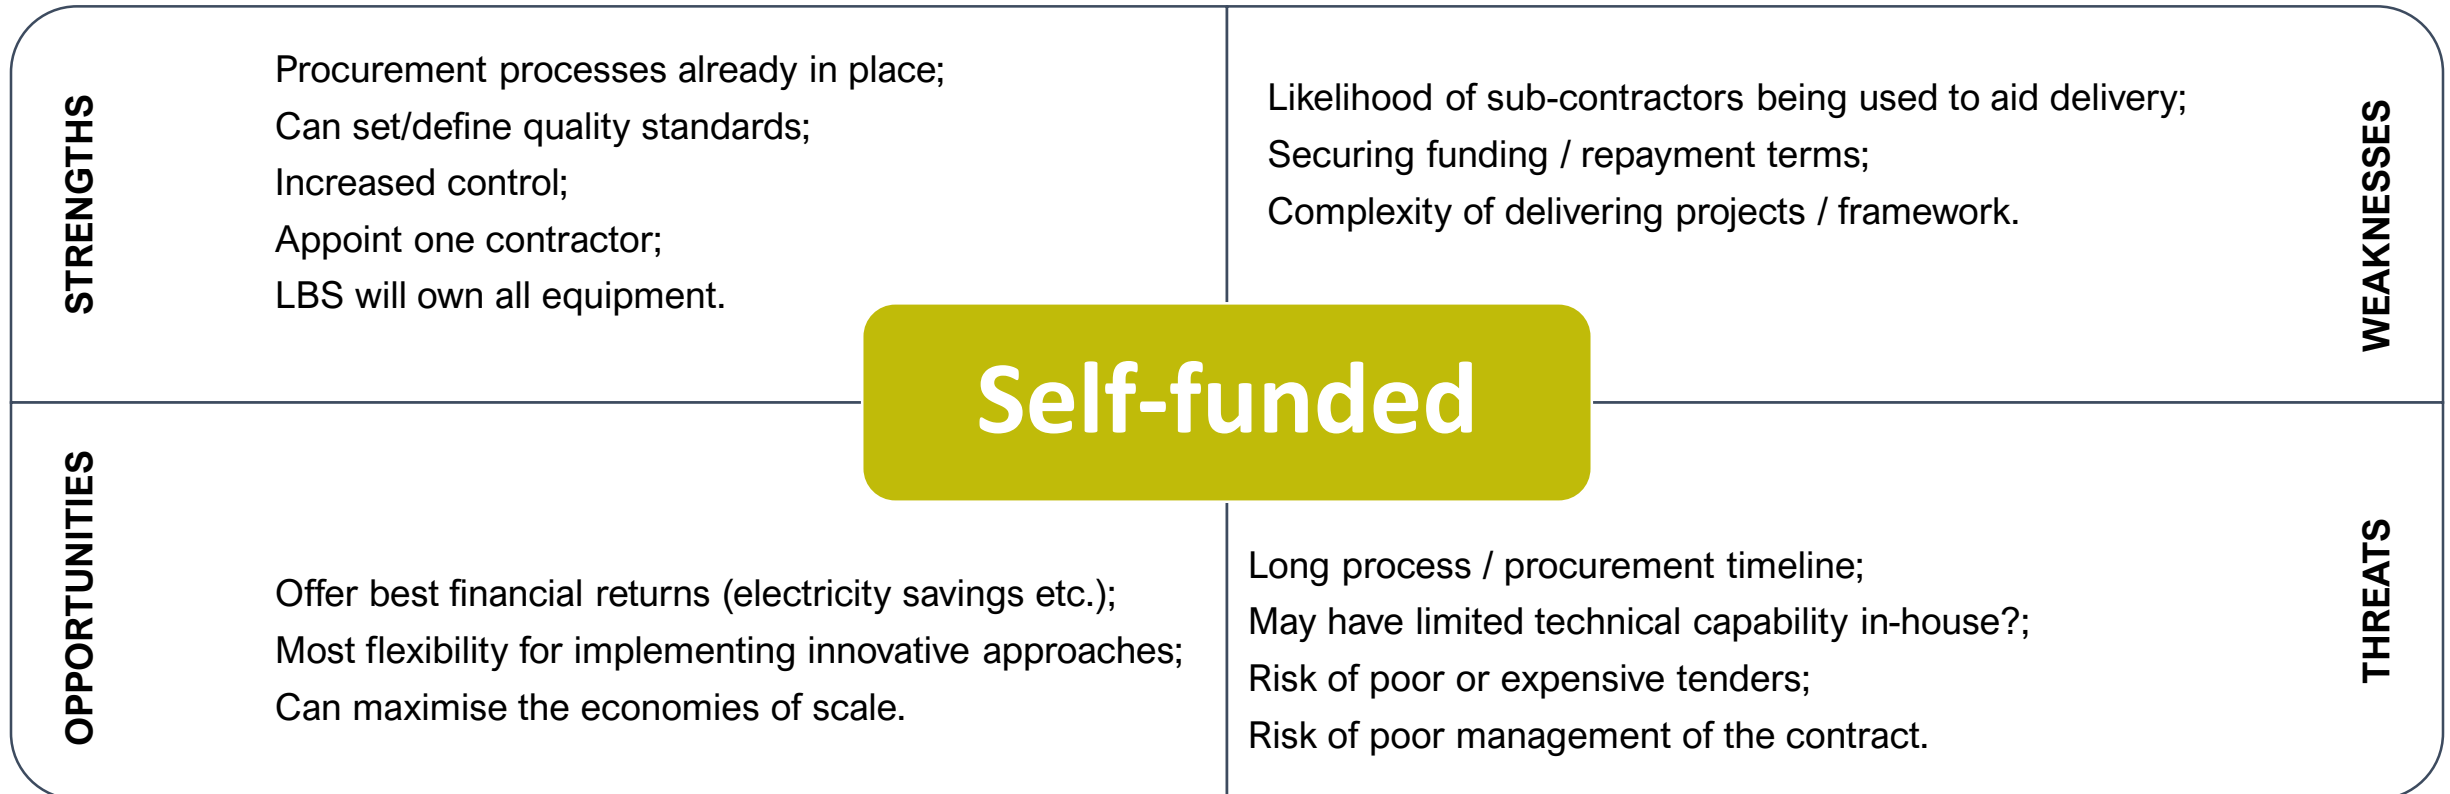 STRENGTHS
Procurement processes already in place;
Can set/define quality standards;
Increased control;
Appoint one contractor;
LBS will own all equipment.
WEAKNESSES
Likelihood of sub-contractors being used to aid delivery;
Securing funding / repayment terms;
Complexity of delivering projects / framework.
Self-funded
OPPORTUNITIES
Offer best financial returns (electricity savings etc.);
Most flexibility for implementing innovative approaches;
Can maximise the economies of scale.
THREATS
Long process / procurement timeline;
May have limited technical capability in-house?;
Risk of poor or expensive tenders;
Risk of poor management of the contract.